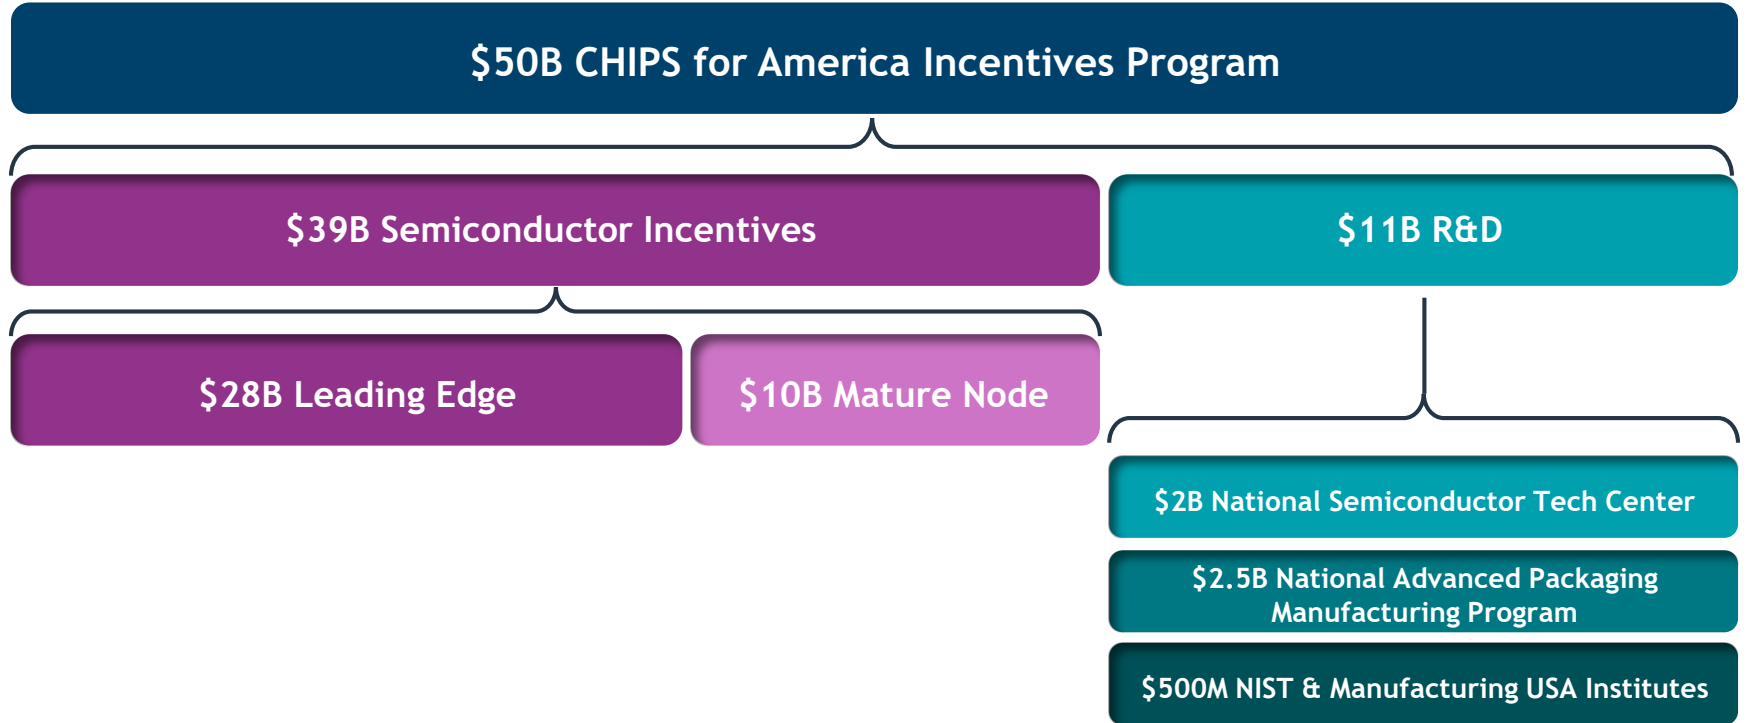 $50B CHIPS for America Incentives Program
$39B Semiconductor Incentives
$11B R&D
$28B Leading Edge
$10B Mature Node
$2B National Semiconductor Tech Center
$2.5B National Advanced Packaging
Manufacturing Program
$500M NIST & Manufacturing USA Institutes